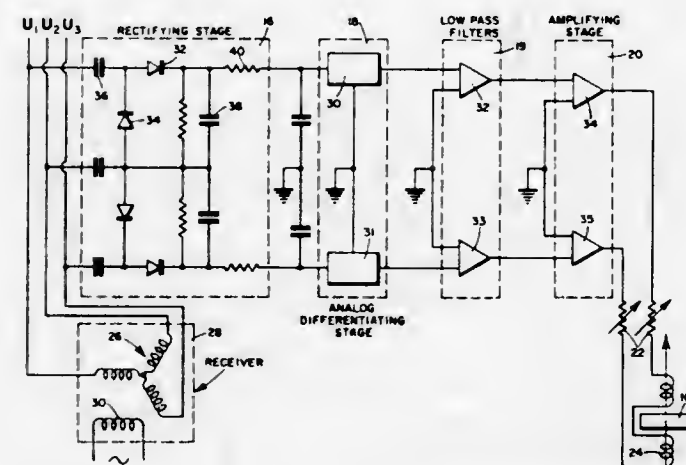 U1 U2 U3
RECTIFYING STAGE
16
32
40
36
34
38
18
30
31
ANALOG
DIFFERENTIATING
STAGE
LOW PASS
FILTERS
19
32
33
AMPLIFYING
STAGE
20
34
35
22
24
26
28
RECEIVER
30
~